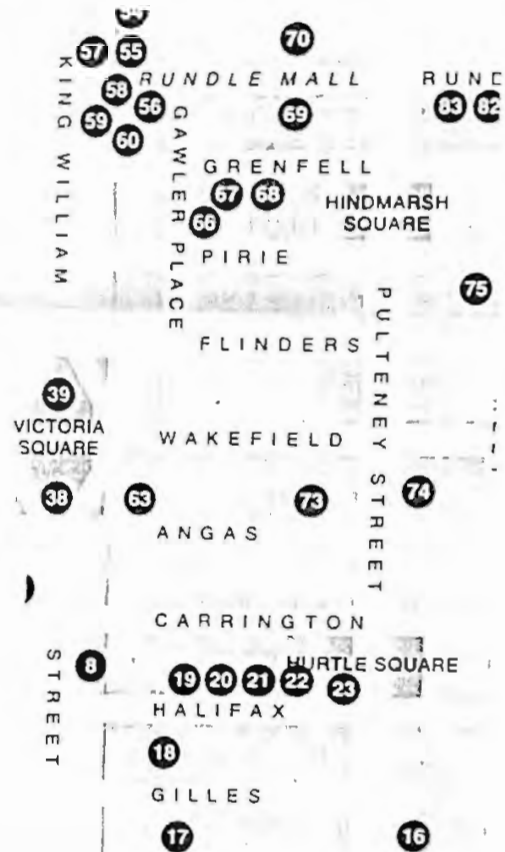 54
70
57 55
RUNDLE MALL
RUND
58
56
83 82
59
69
60
KING WILLIAM
GAWLER PLACE
GRENFELL
67 68
HINDMARSH
SQUARE
66
PIRIE
75
PULTENEY STREET
FLINDERS
39
VICTORIA
SQUARE
WAKEFIELD
38 63 73 74
ANGAS
CARRINGTON
STREET
8
HURTLE SQUARE
19 20 21 22 23
HALIFAX
18
GILLES
17 16